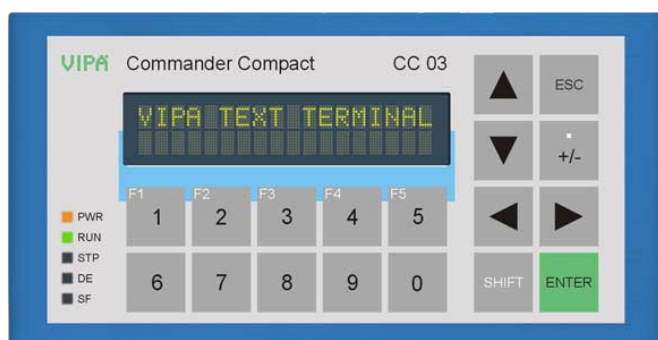 VIPA Commander Compact CC 03
VIPA TEXT TERMINAL
ESC
+/-
F1 F2 F3 F4 F5
1 2 3 4 5
6 7 8 9 0
SHIFT ENTER
PWR
RUN
STP
DE
SF